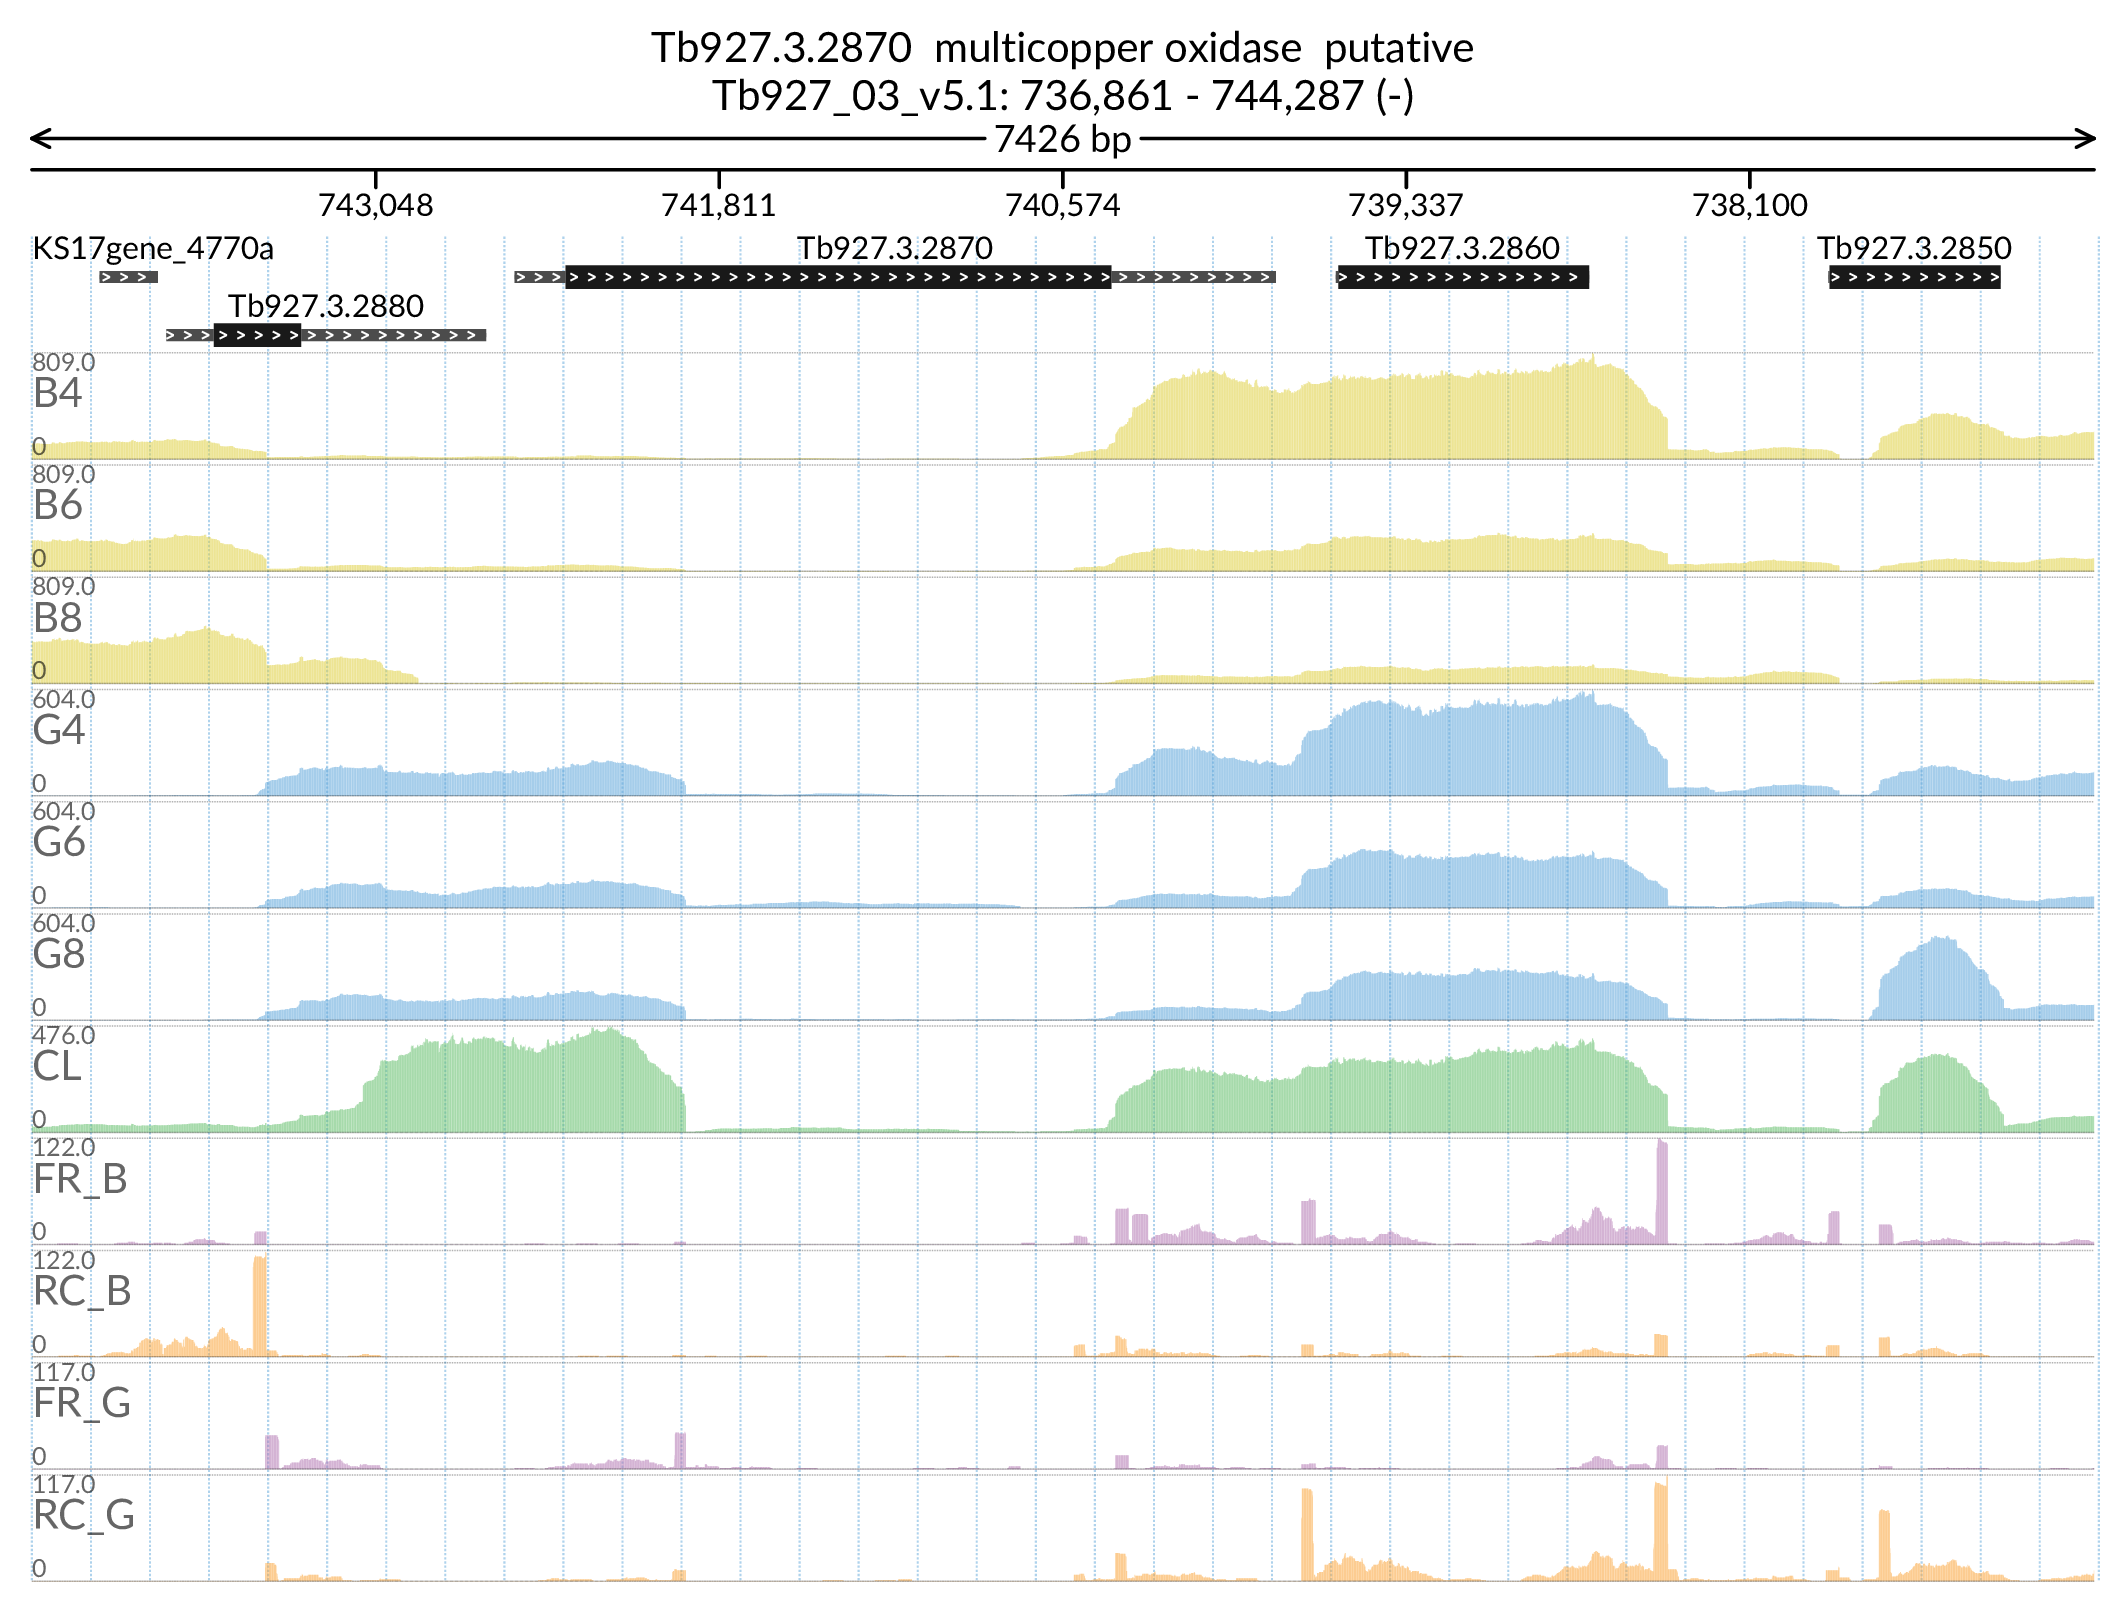 Tb927.3.2870 multicopper oxidase putative
Tb927_03_v5.1: 736,861 - 744,287 (-)
7426 bp
743,048 741,811 740,574 739,337 738,100
KS17gene_4770a Tb927.3.2870 Tb927.3.2860 Tb927.3.2850
Tb927.3.2880
809.0
B4
0
809.0
B6
0
809.0
B8
0
604.0
G4
0
604.0
G6
0
604.0
G8
0
476.0
CL
0
122.0
FR_B
0
122.0
RC_B
0
117.0
FR_G
0
117.0
RC_G
0